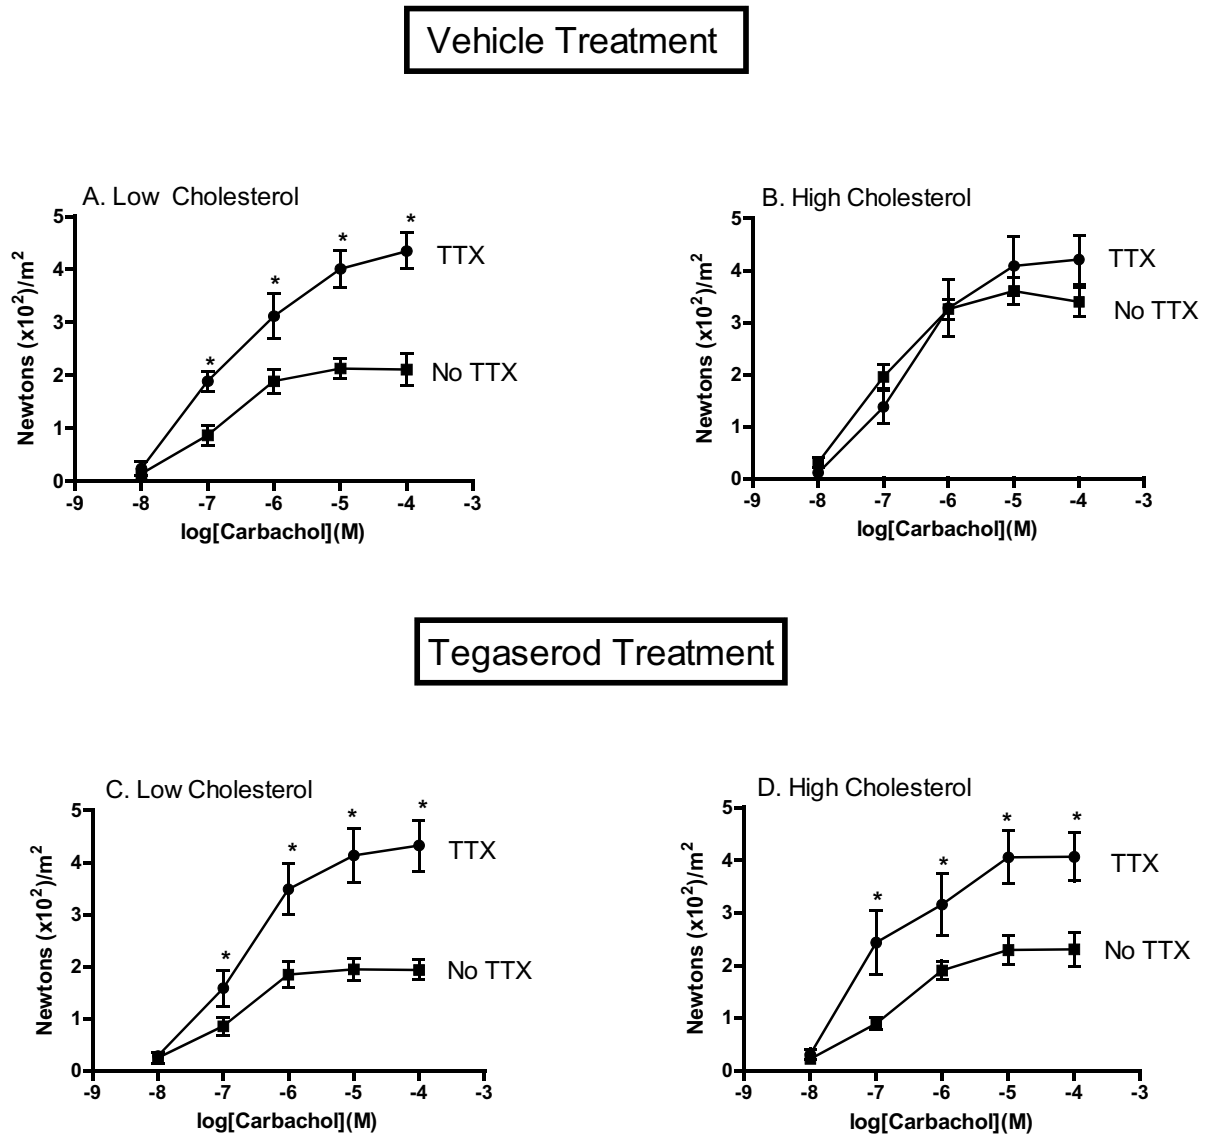 Vehicle Treatment
A. Low Cholesterol
B. High Cholesterol
5
4
3
2
1
0
Newtons (x10²)/m²
*
*
*
*
TTX
No TTX
-9 -8 -7 -6 -5 -4 -3
log[Carbachol](M)
5
4
3
2
1
0
Newtons (x10²)/m²
TTX
No TTX
-9 -8 -7 -6 -5 -4 -3
log[Carbachol](M)
Tegaserod Treatment
C. Low Cholesterol
D. High Cholesterol
5
4
3
2
1
0
Newtons (x10²)/m²
*
*
*
*
TTX
No TTX
-9 -8 -7 -6 -5 -4 -3
log[Carbachol](M)
5
4
3
2
1
0
Newtons (x10²)/m²
*
*
*
*
TTX
No TTX
-9 -8 -7 -6 -5 -4 -3
log[Carbachol](M)